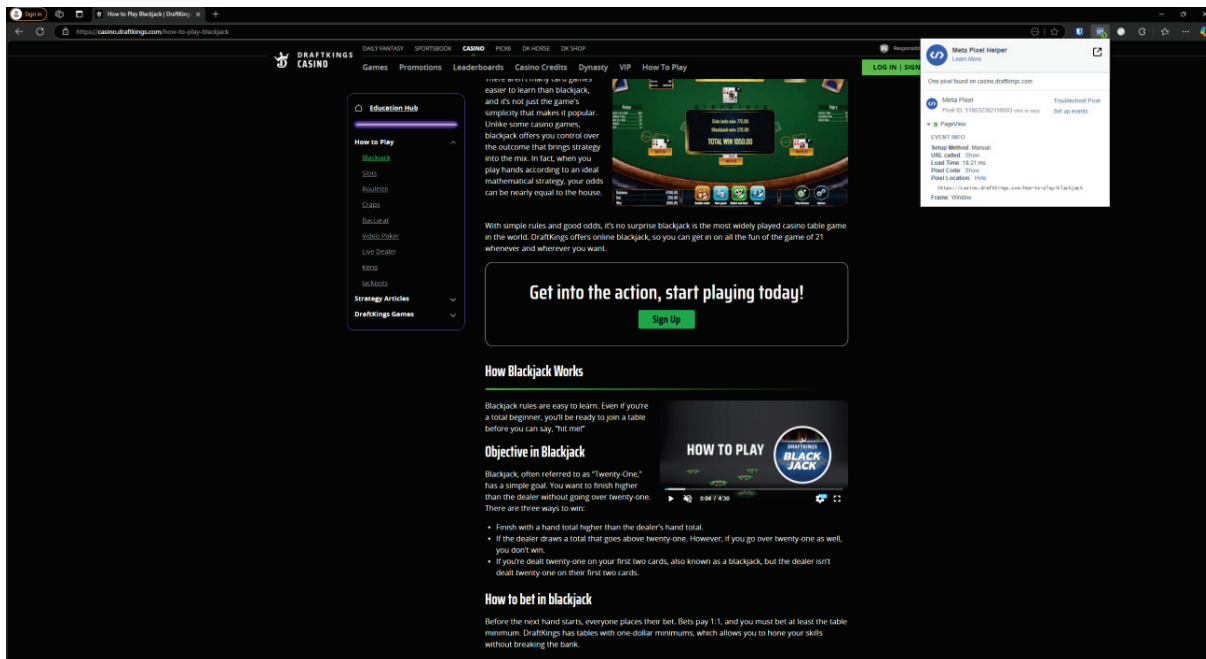 Sign in
How to Play Blackjack | DraftKings
https://casino.draftkings.com/how-to-play-blackjack
DRAFTKINGS
CASINO
DAILY FANTASY SPORTSBOOK CASINO PICK6 DK HORSE DK SHOP
Games Promotions Leaderboards Casino Credits Dynasty VIP How To Play
LOG IN | SIGN
Meta Pixel Helper
Learn More
One pixel found on casino.draftkings.com
Meta Pixel
Troubleshoot Pixel
Set up events
PageView
EVENT INFO
Setup Method: Manual
URL called: Show
Load Time: 18.21 ms
Pixel Code: Show
Pixel Location: Hide
https://casino.draftkings.com/how-to-play-blackjack
Frame: Window
Education Hub
How to Play
Blackjack
Slots
Roulette
Craps
Baccarat
Video Poker
Live Dealer
Keno
Jackpots
Strategy Articles
DraftKings Games
There aren't many card games
easier to learn than blackjack,
and it's not just the game's
simplicity that makes it popular.
Unlike some casino games,
blackjack offers you control over
the outcome that brings strategy
into the mix. In fact, when you
play hands according to an ideal
mathematical strategy, your odds
can be nearly equal to the house.
Side bets win 775.00
Blackjack win 275.00
TOTAL WIN 1050.00
With simple rules and good odds, it's no surprise blackjack is the most widely played casino table game
in the world. DraftKings offers online blackjack, so you can get in on all the fun of the game of 21
whenever and wherever you want.
Get into the action, start playing today!
Sign Up
How Blackjack Works
Blackjack rules are easy to learn. Even if you're
a total beginner, you'll be ready to join a table
before you can say, "hit me!"
Objective in Blackjack
Blackjack, often referred to as "Twenty-One,"
has a simple goal. You want to finish higher
than the dealer without going over twenty-one.
There are three ways to win:
HOW TO PLAY
DRAFTKINGS
BLACK
JACK
0:04 / 4:30
• Finish with a hand total higher than the dealer's hand total.
• If the dealer draws a total that goes above twenty-one. However, if you go over twenty-one as well,
you don't win.
• If you're dealt twenty-one on your first two cards, also known as a blackjack, but the dealer isn't
dealt twenty-one on their first two cards.
How to bet in blackjack
Before the next hand starts, everyone places their bet. Bets pay 1:1, and you must bet at least the table
minimum. DraftKings has tables with one-dollar minimums, which allows you to hone your skills
without breaking the bank.